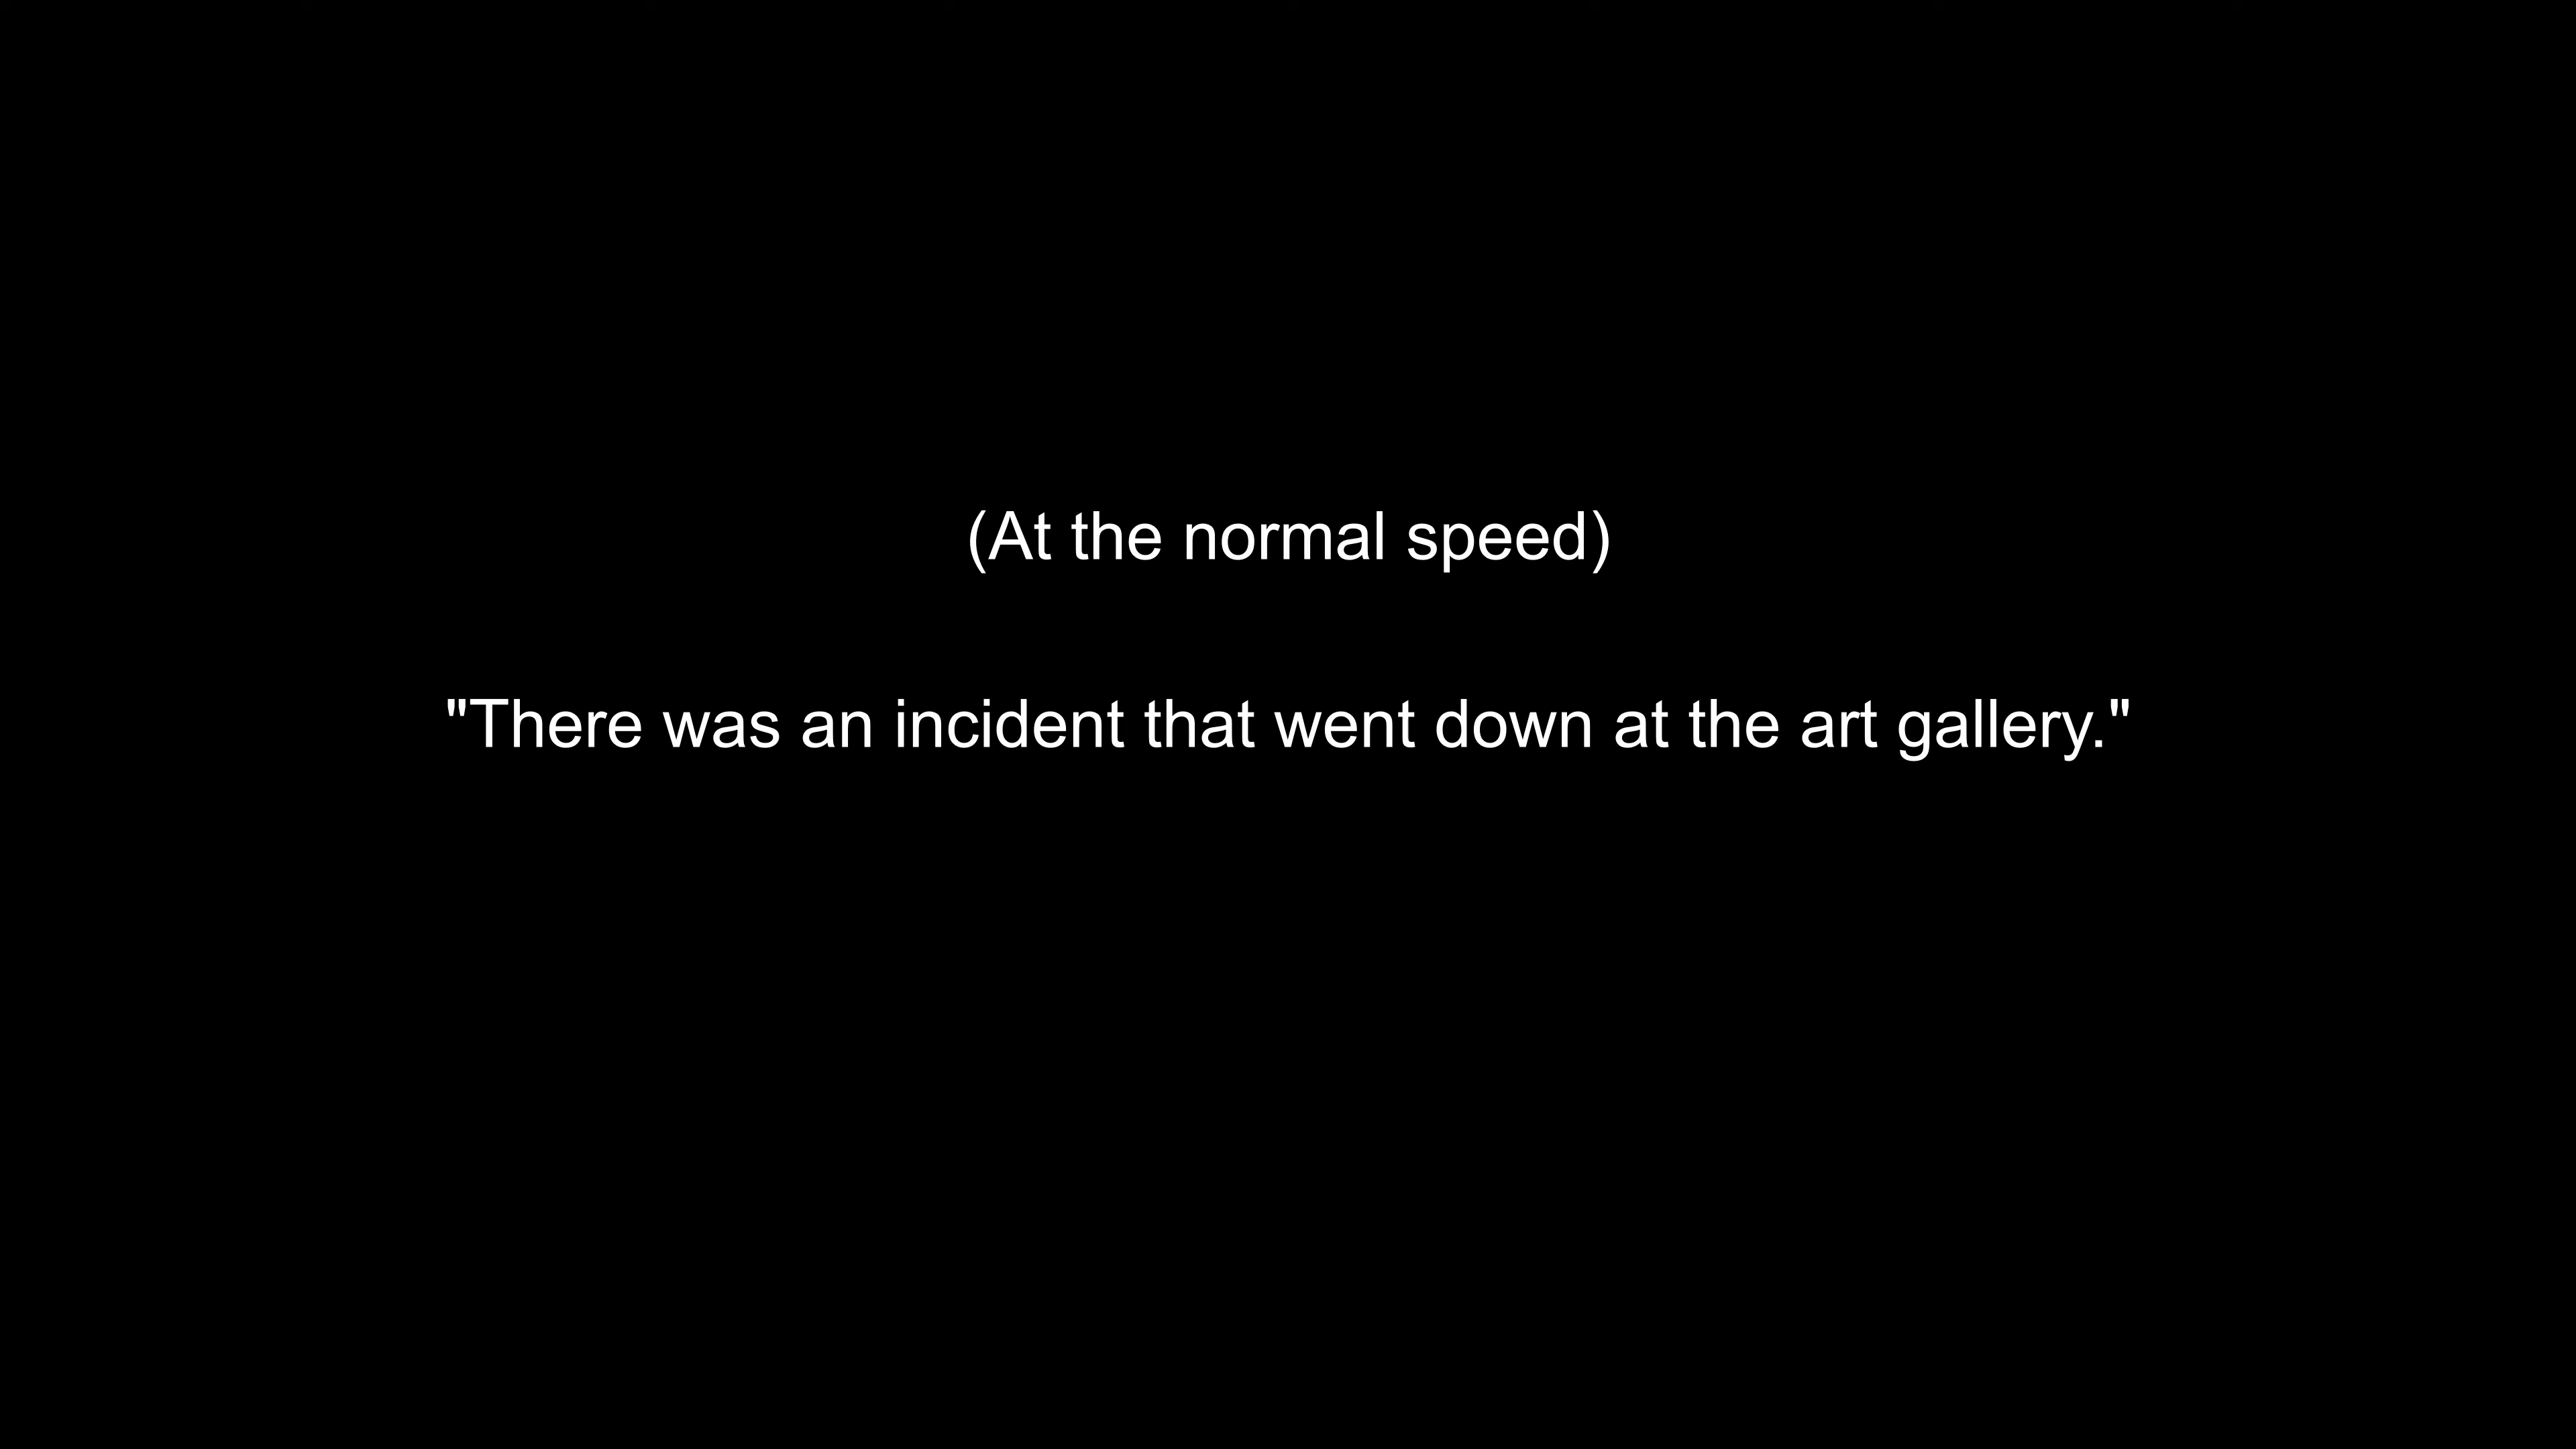 (At the normal speed)
"There was an incident that went down at the art gallery."